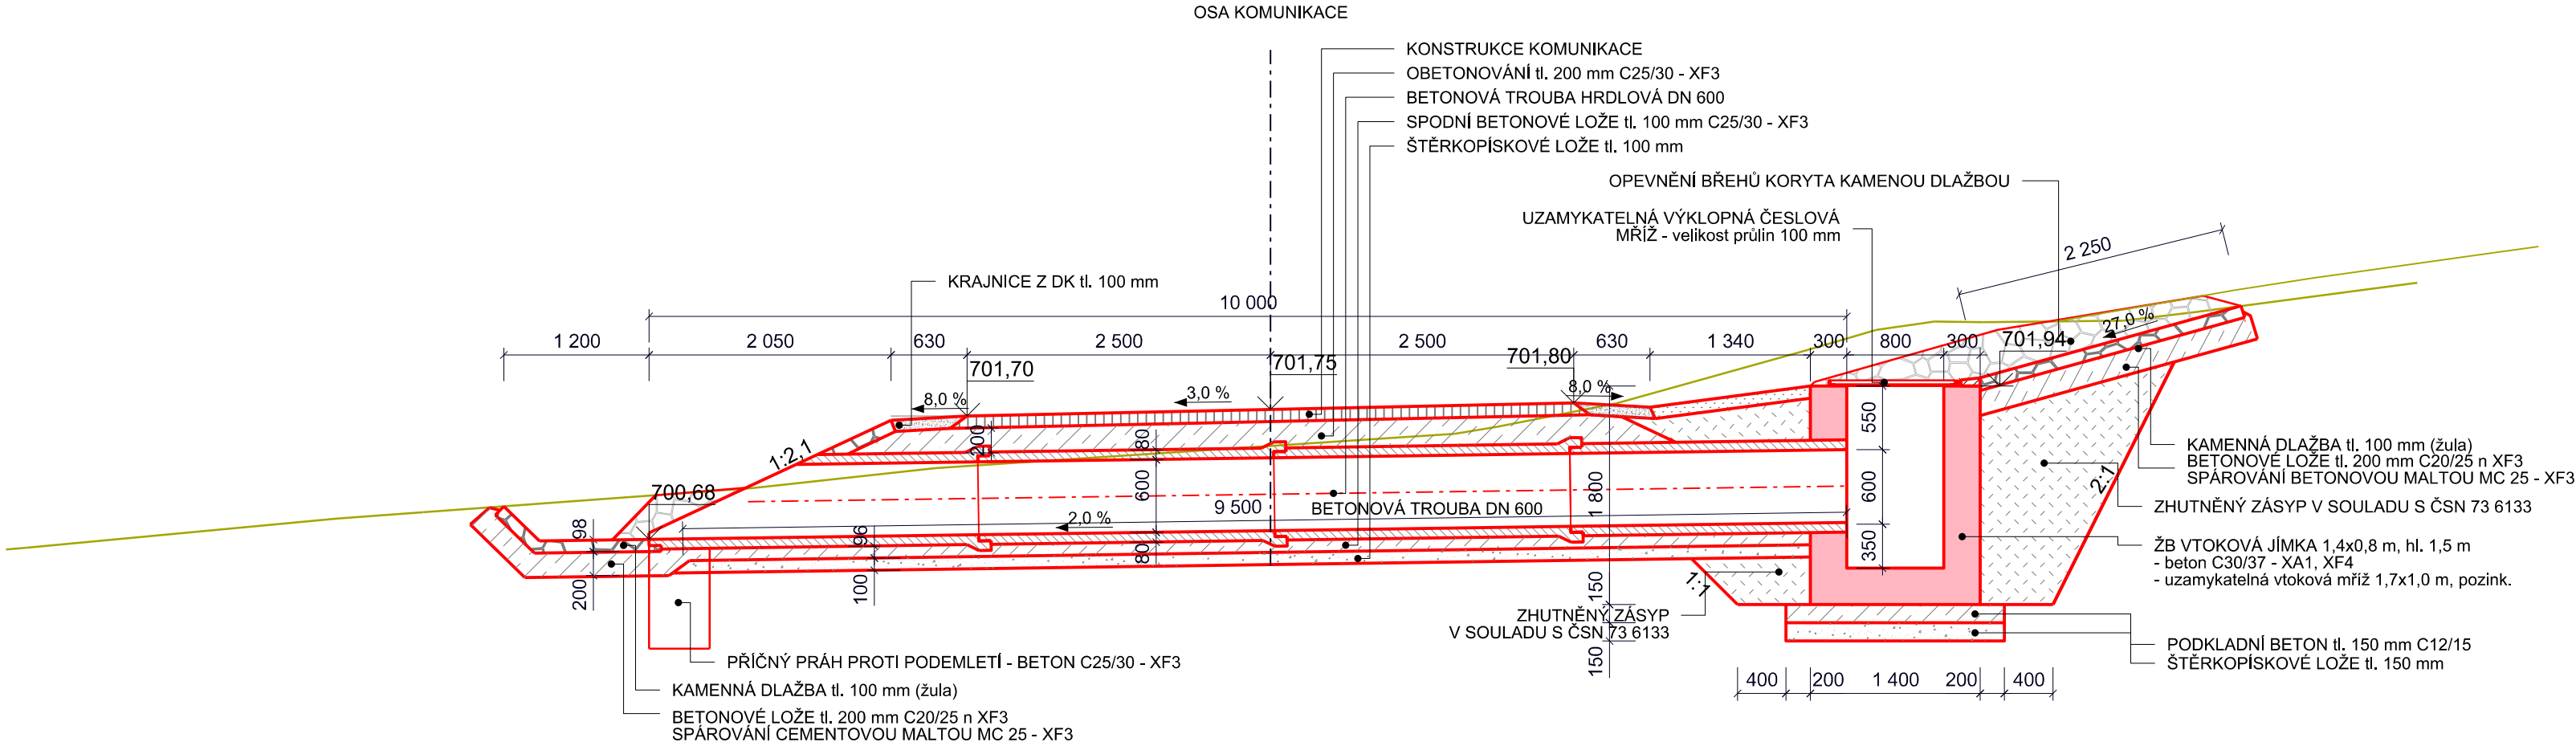 OSA KOMUNIKACE
KONSTRUKCE KOMUNIKACE
OBETONOVÁNÍ tl. 200 mm C25/30 - XF3
BETONOVÁ TROUBA HRDLOVÁ DN 600
SPODNÍ BETONOVÉ LOŽE tl. 100 mm C25/30 - XF3
ŠTĚRKOPÍSKOVÉ LOŽE tl. 100 mm
OPEVNĚNÍ BŘEHŮ KORYTA KAMENOU DLAŽBOU
UZAMYKATELNÁ VÝKLOPNÁ ČESLOVÁ
MŘÍŽ - velikost průlin 100 mm
2 250
KRAJNICE Z DK tl. 100 mm
10 000
27,0 %
1 200
2 050
630
2 500
2 500
630
1 340
300
800
300
701,94
701,70
701,75
701,80
8,0 %
3,0 %
8,0 %
200
80
550
1:2,1
600
1 800
600
2:1
700,68
9 500
BETONOVÁ TROUBA DN 600
2,0 %
98
96
80
350
200
100
150
1:1
150
KAMENNÁ DLAŽBA tl. 100 mm (žula)
BETONOVÉ LOŽE tl. 200 mm C20/25 n XF3
SPÁROVÁNÍ BETONOVOU MALTOU MC 25 - XF3
ZHUTNĚNÝ ZÁSYP V SOULADU S ČSN 73 6133
ŽB VTOKOVÁ JÍMKA 1,4x0,8 m, hl. 1,5 m
- beton C30/37 - XA1, XF4
- uzamykatelná vtoková mříž 1,7x1,0 m, pozink.
ZHUTNĚNÝ ZÁSYP
V SOULADU S ČSN 73 6133
PODKLADNÍ BETON tl. 150 mm C12/15
ŠTĚRKOPÍSKOVÉ LOŽE tl. 150 mm
400
200
1 400
200
400
PŘÍČNÝ PRÁH PROTI PODEMLETÍ - BETON C25/30 - XF3
KAMENNÁ DLAŽBA tl. 100 mm (žula)
BETONOVÉ LOŽE tl. 200 mm C20/25 n XF3
SPÁROVÁNÍ CEMENTOVOU MALTOU MC 25 - XF3